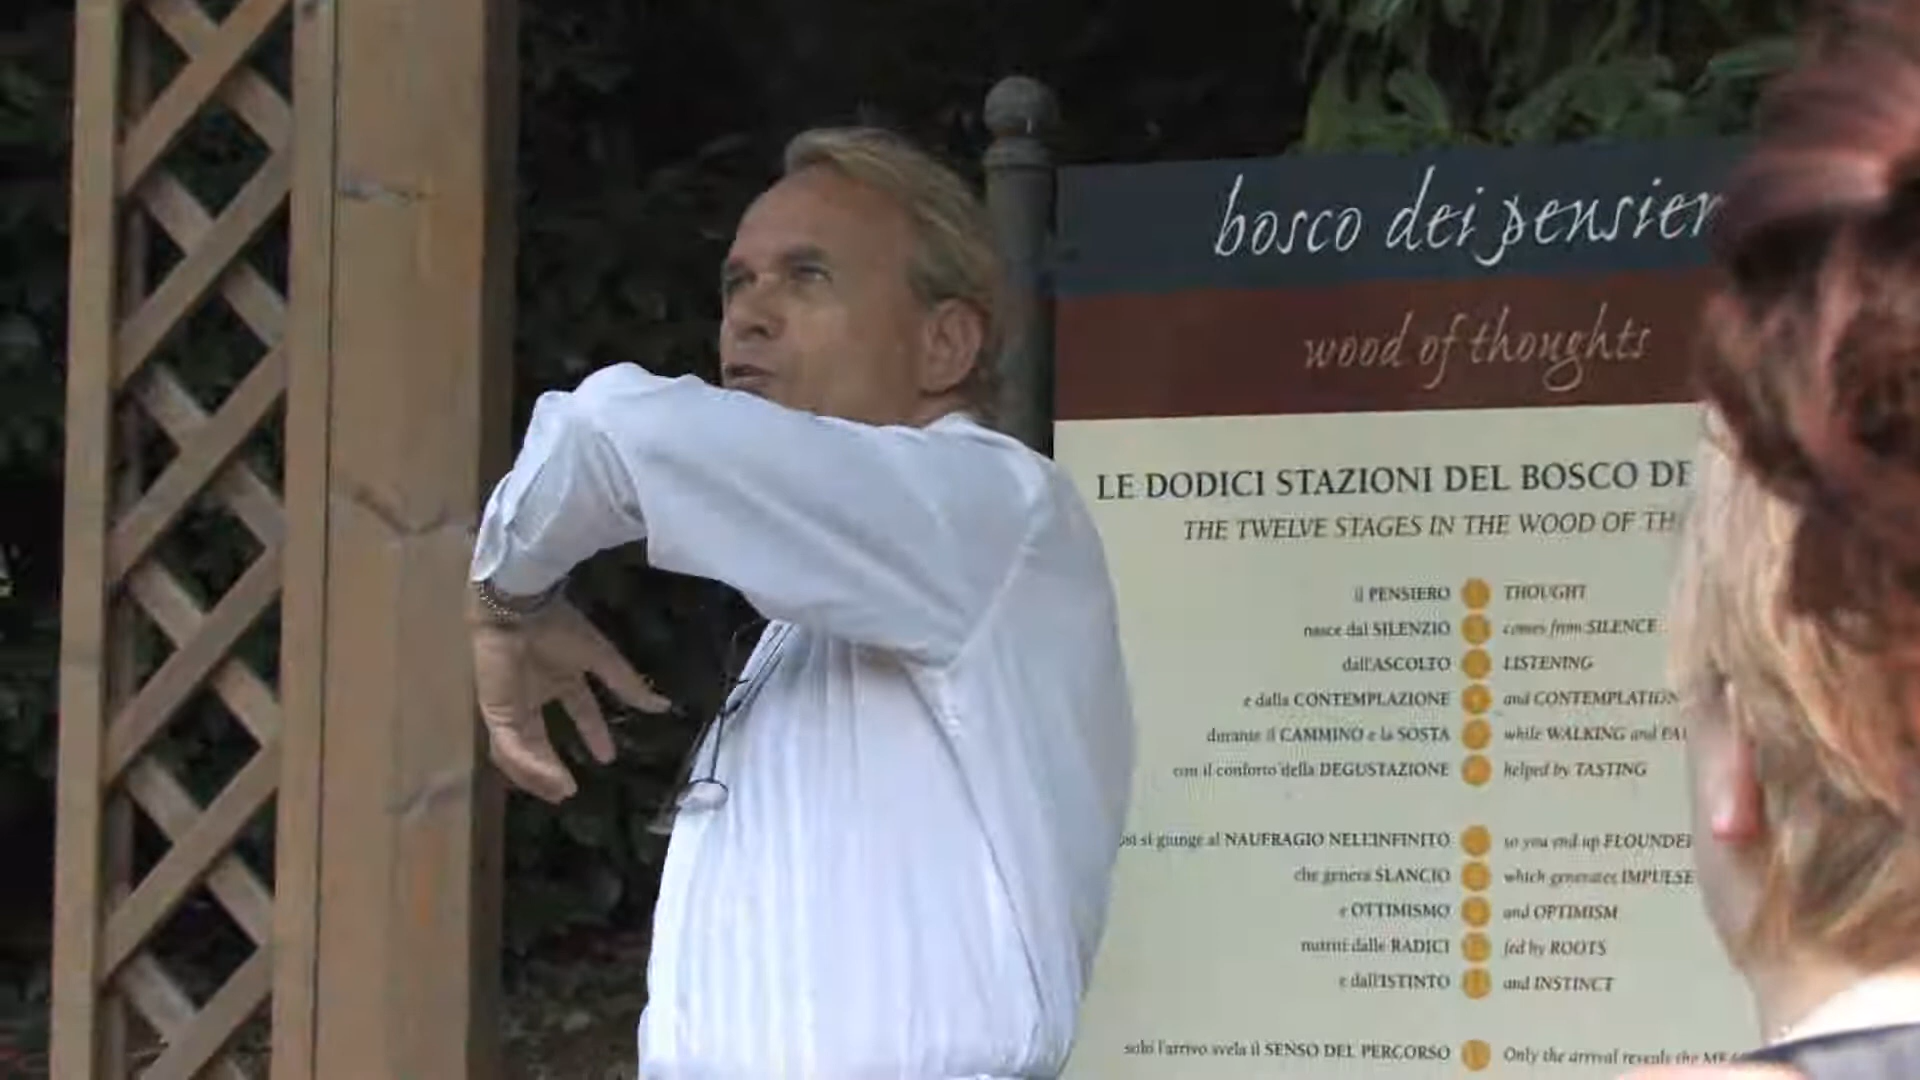 bosco dei pensier
wood of thoughts
LE DODICI STAZIONI DEL BOSCO DE
THE TWELVE STAGES IN THE WOOD OF TH
il PENSIERO THOUGHT
nasce dal SILENZIO comes from SILENCE
dall'ASCOLTO LISTENING
e dalla CONTEMPLAZIONE and CONTEMPLATION
durante il CAMMINO e la SOSTA while WALKING and PAU
con il conforto della DEGUSTAZIONE helped by TASTING
si giunge al NAUFRAGIO NELL'INFINITO so you end up FLOUNDER
che genera SLANCIO which generates IMPULSE
e OTTIMISMO and OPTIMISM
nutriti dalle RADICI fed by ROOTS
e dall'ISTINTO and INSTINCT
solo l'arrivo svela il SENSO DEL PERCORSO Only the arrival reveals the